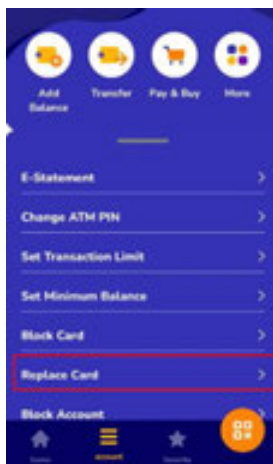 Add
Balance
Transfer
Pay & Buy
More
E-Statement
Change ATM PIN
Set Transaction Limit
Set Minimum Balance
Block Card
Replace Card
Block Account
Home
Account
Favorite